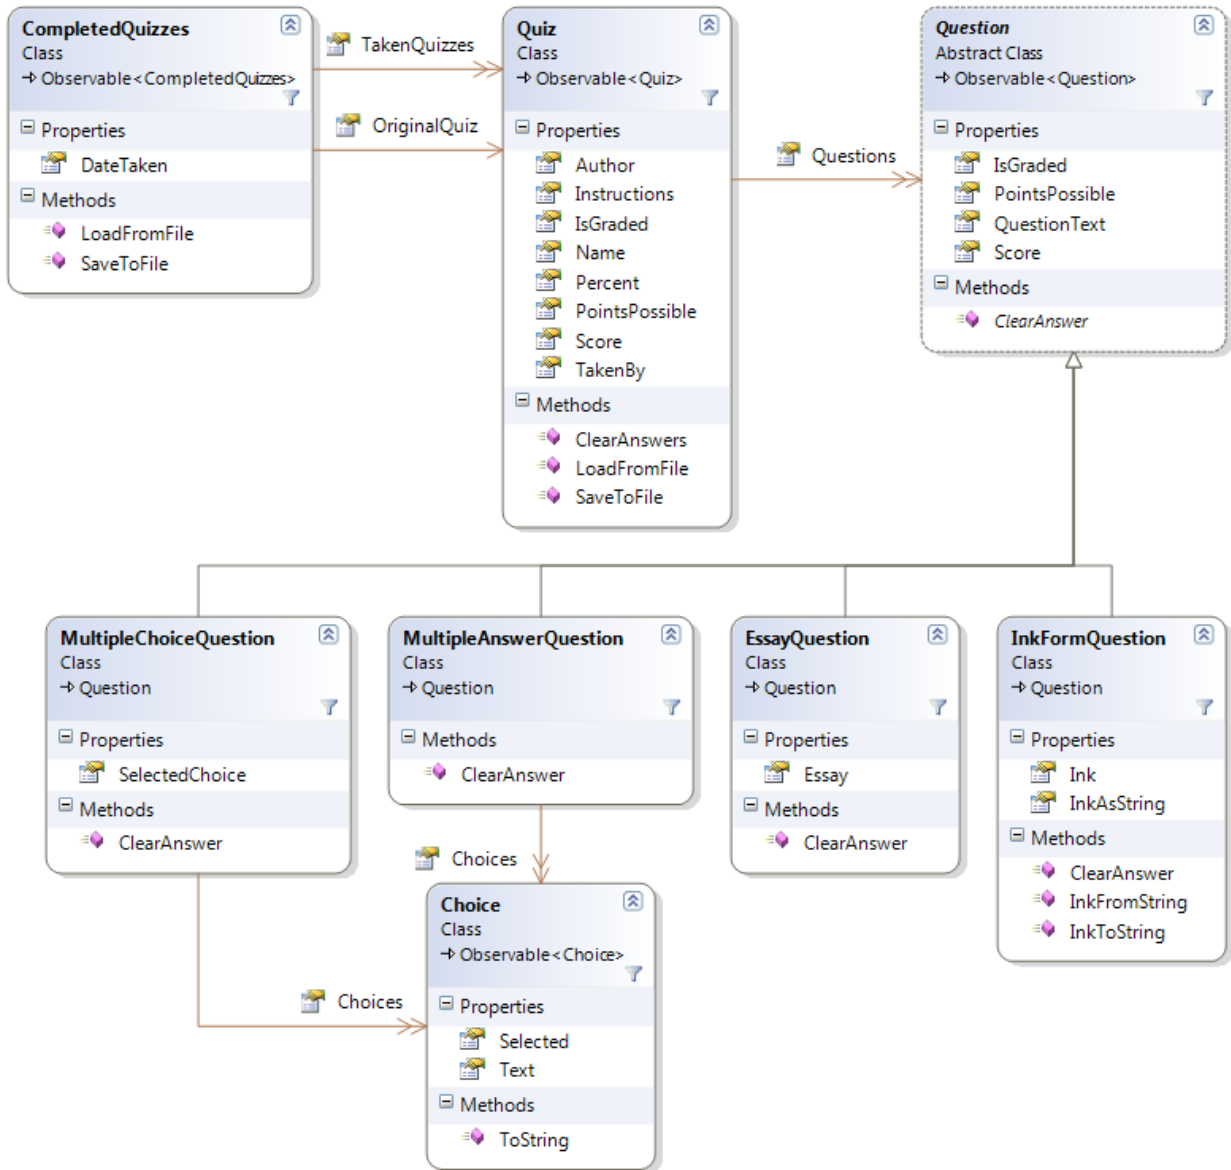 CompletedQuizzes
Class
Observable<CompletedQuizzes>
Properties
DateTaken
Methods
LoadFromFile
SaveToFile
TakenQuizzes
OriginalQuiz
Quiz
Class
Observable<Quiz>
Properties
Author
Instructions
IsGraded
Name
Percent
PointsPossible
Score
TakenBy
Methods
ClearAnswers
LoadFromFile
SaveToFile
Questions
Question
Abstract Class
Observable<Question>
Properties
IsGraded
PointsPossible
QuestionText
Score
Methods
ClearAnswer
MultipleChoiceQuestion
Class
Question
Properties
SelectedChoice
Methods
ClearAnswer
MultipleAnswerQuestion
Class
Question
Methods
ClearAnswer
EssayQuestion
Class
Question
Properties
Essay
Methods
ClearAnswer
InkFormQuestion
Class
Question
Properties
Ink
InkAsString
Methods
ClearAnswer
InkFromString
InkToString
Choices
Choices
Choice
Class
Observable<Choice>
Properties
Selected
Text
Methods
ToString